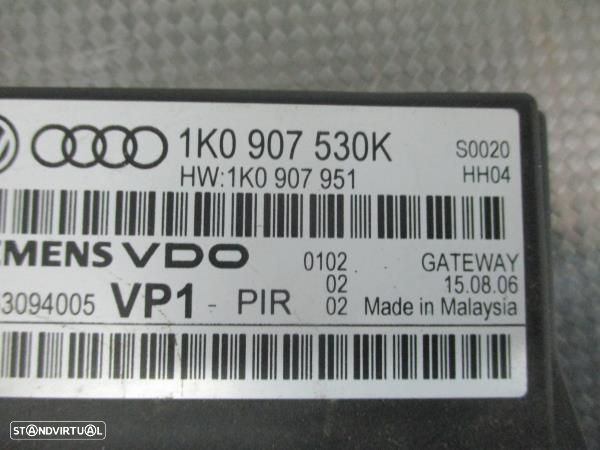 1K0 907 530K S0020
HW:1K0 907 951 HH04
EMENS VDO 0102 GATEWAY
02 15.08.06
3094005 VP1 - PIR 02 Made in Malaysia
STANDVIRTUAL